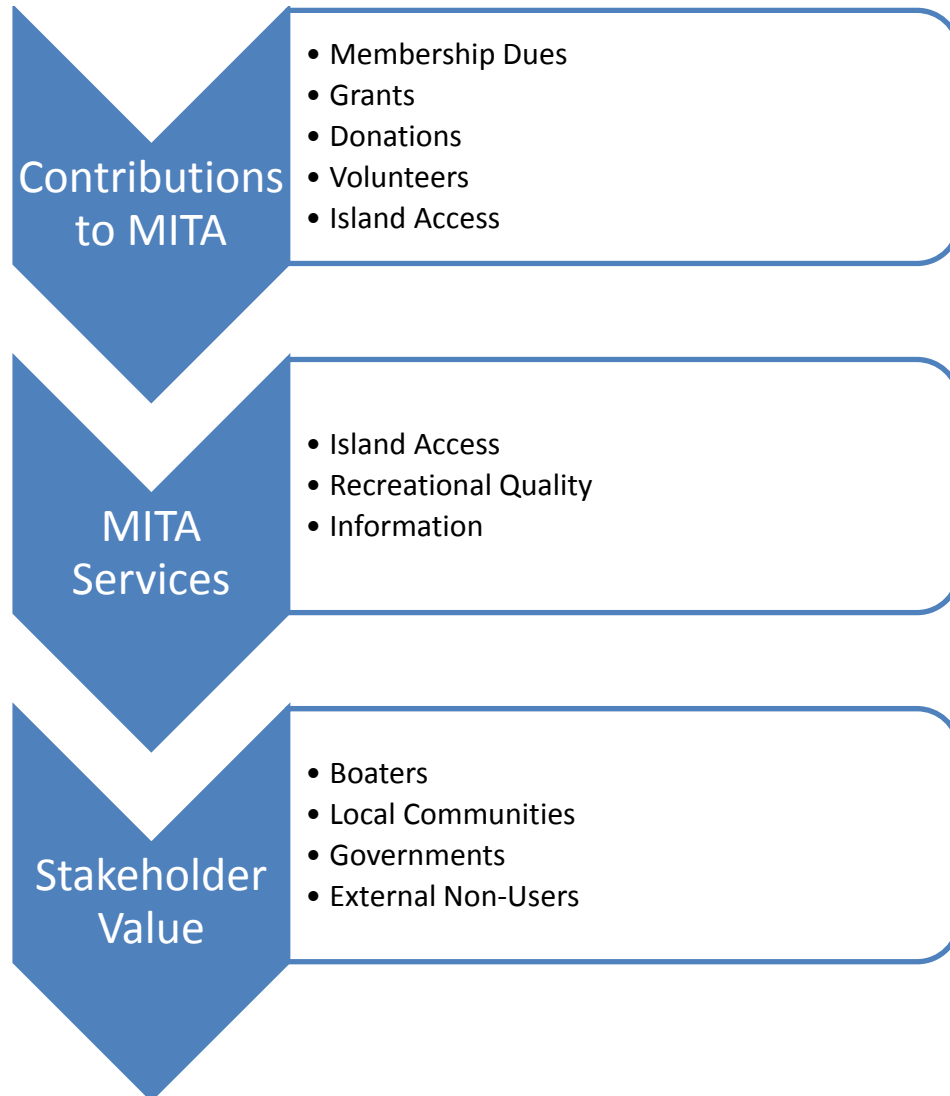 Contributions
to MITA
• Membership Dues
• Grants
• Donations
• Volunteers
• Island Access
MITA
Services
• Island Access
• Recreational Quality
• Information
Stakeholder
Value
• Boaters
• Local Communities
• Governments
• External Non-Users